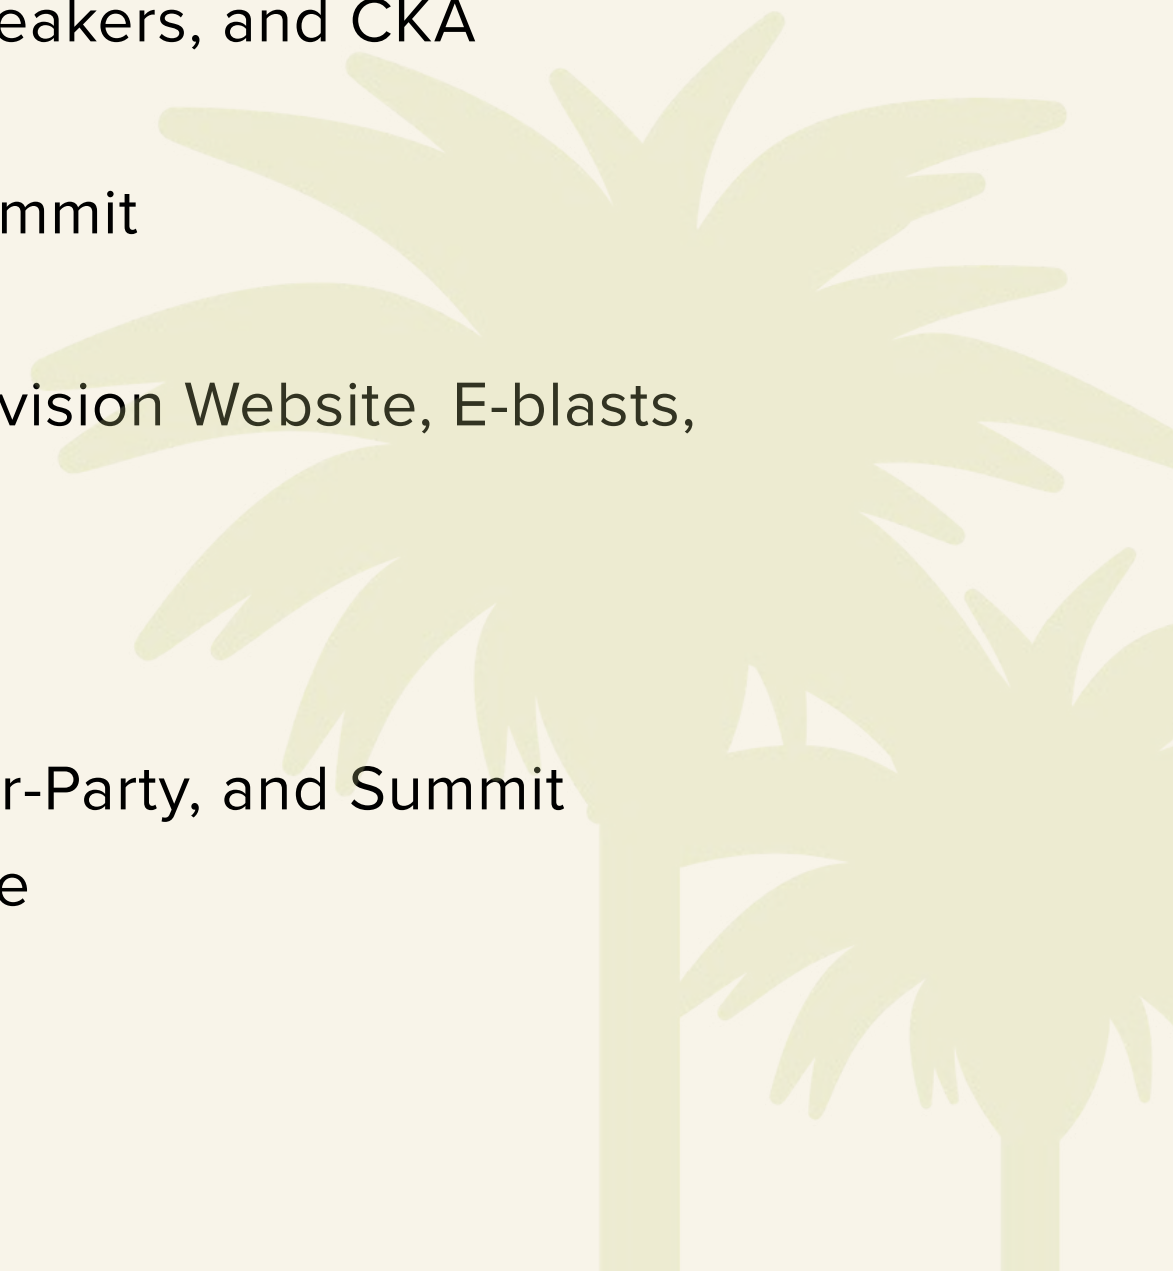 eakers, and CKA
mmit
vision Website, E-blasts,
r-Party, and Summit
e